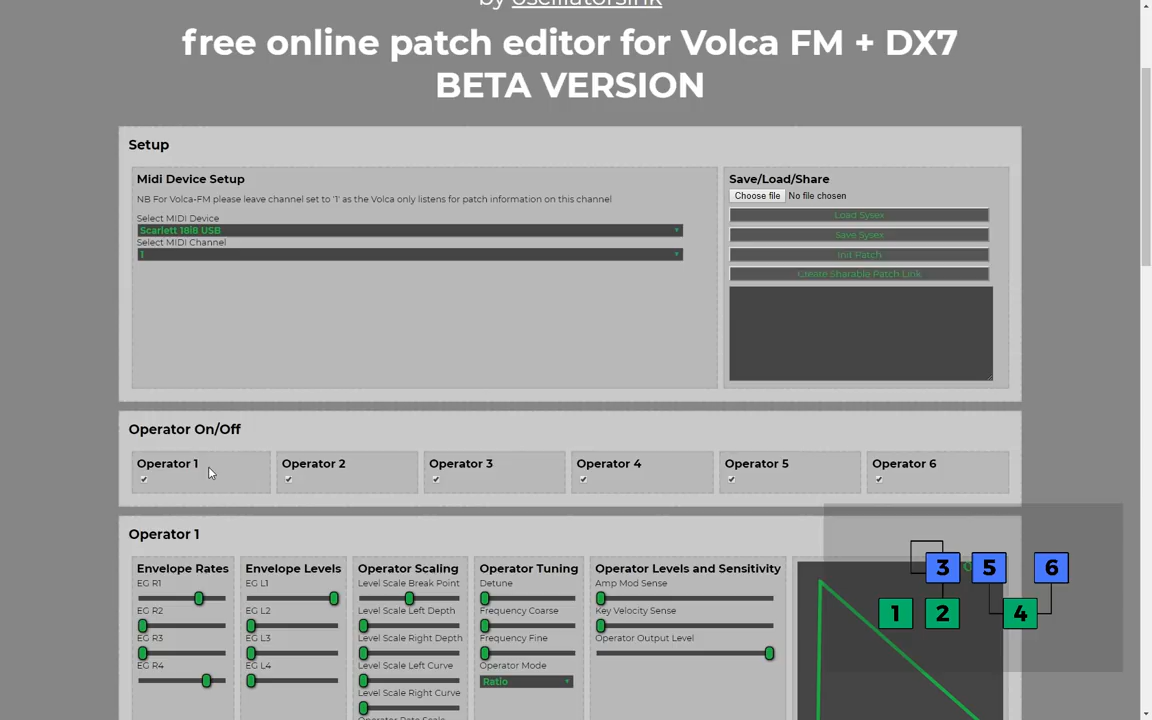 by oscillatorsink
free online patch editor for Volca FM + DX7
BETA VERSION
Setup
Midi Device Setup
NB For Volca-FM please leave channel set to '1' as the Volca only listens for patch information on this channel
Select MIDI Device
Scarlett 18i8 USB
Select MIDI Channel
1
Save/Load/Share
Choose file No file chosen
Load Sysex
Save Sysex
Init Patch
Create Sharable Patch Link
Operator On/Off
Operator 1
Operator 2
Operator 3
Operator 4
Operator 5
Operator 6
Operator 1
Envelope Rates
EG R1
EG R2
EG R3
EG R4
Envelope Levels
EG L1
EG L2
EG L3
EG L4
Operator Scaling
Level Scale Break Point
Level Scale Left Depth
Level Scale Right Depth
Level Scale Left Curve
Level Scale Right Curve
Operator Rate Scale
Operator Tuning
Detune
Frequency Coarse
Frequency Fine
Operator Mode
Ratio
Operator Levels and Sensitivity
Amp Mod Sense
Key Velocity Sense
Operator Output Level
3 5 6
1 2 4